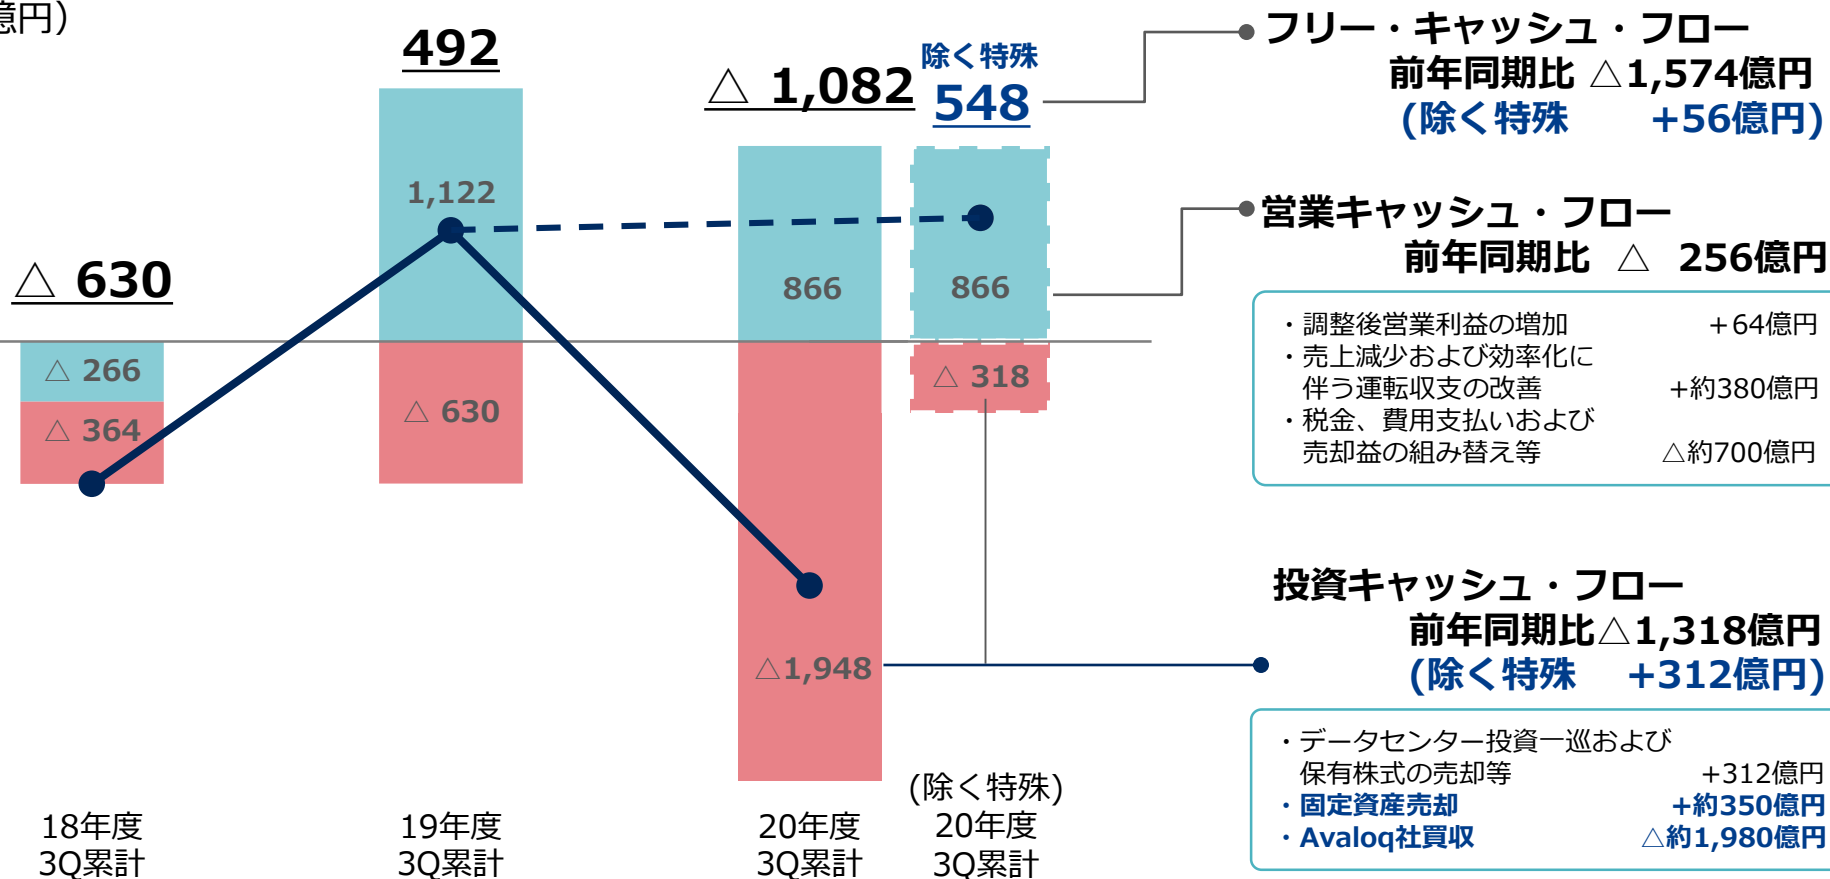 億円)
492
△ 1,082
除く特殊
548
△ 630
1,122
866
866
△ 266
△ 364
△ 630
△ 318
△1,948
18年度
3Q累計
19年度
3Q累計
20年度
3Q累計
(除く特殊)
20年度
3Q累計
フリー・キャッシュ・フロー
前年同期比 △1,574億円
(除く特殊 +56億円)
営業キャッシュ・フロー
前年同期比 △ 256億円
・調整後営業利益の増加 +64億円
・売上減少および効率化に
伴う運転収支の改善 +約380億円
・税金、費用支払いおよび
売却益の組み替え等 △約700億円
投資キャッシュ・フロー
前年同期比△1,318億円
(除く特殊 +312億円)
・データセンター投資一巡および
保有株式の売却等 +312億円
・固定資産売却 +約350億円
・Avaloq社買収 △約1,980億円